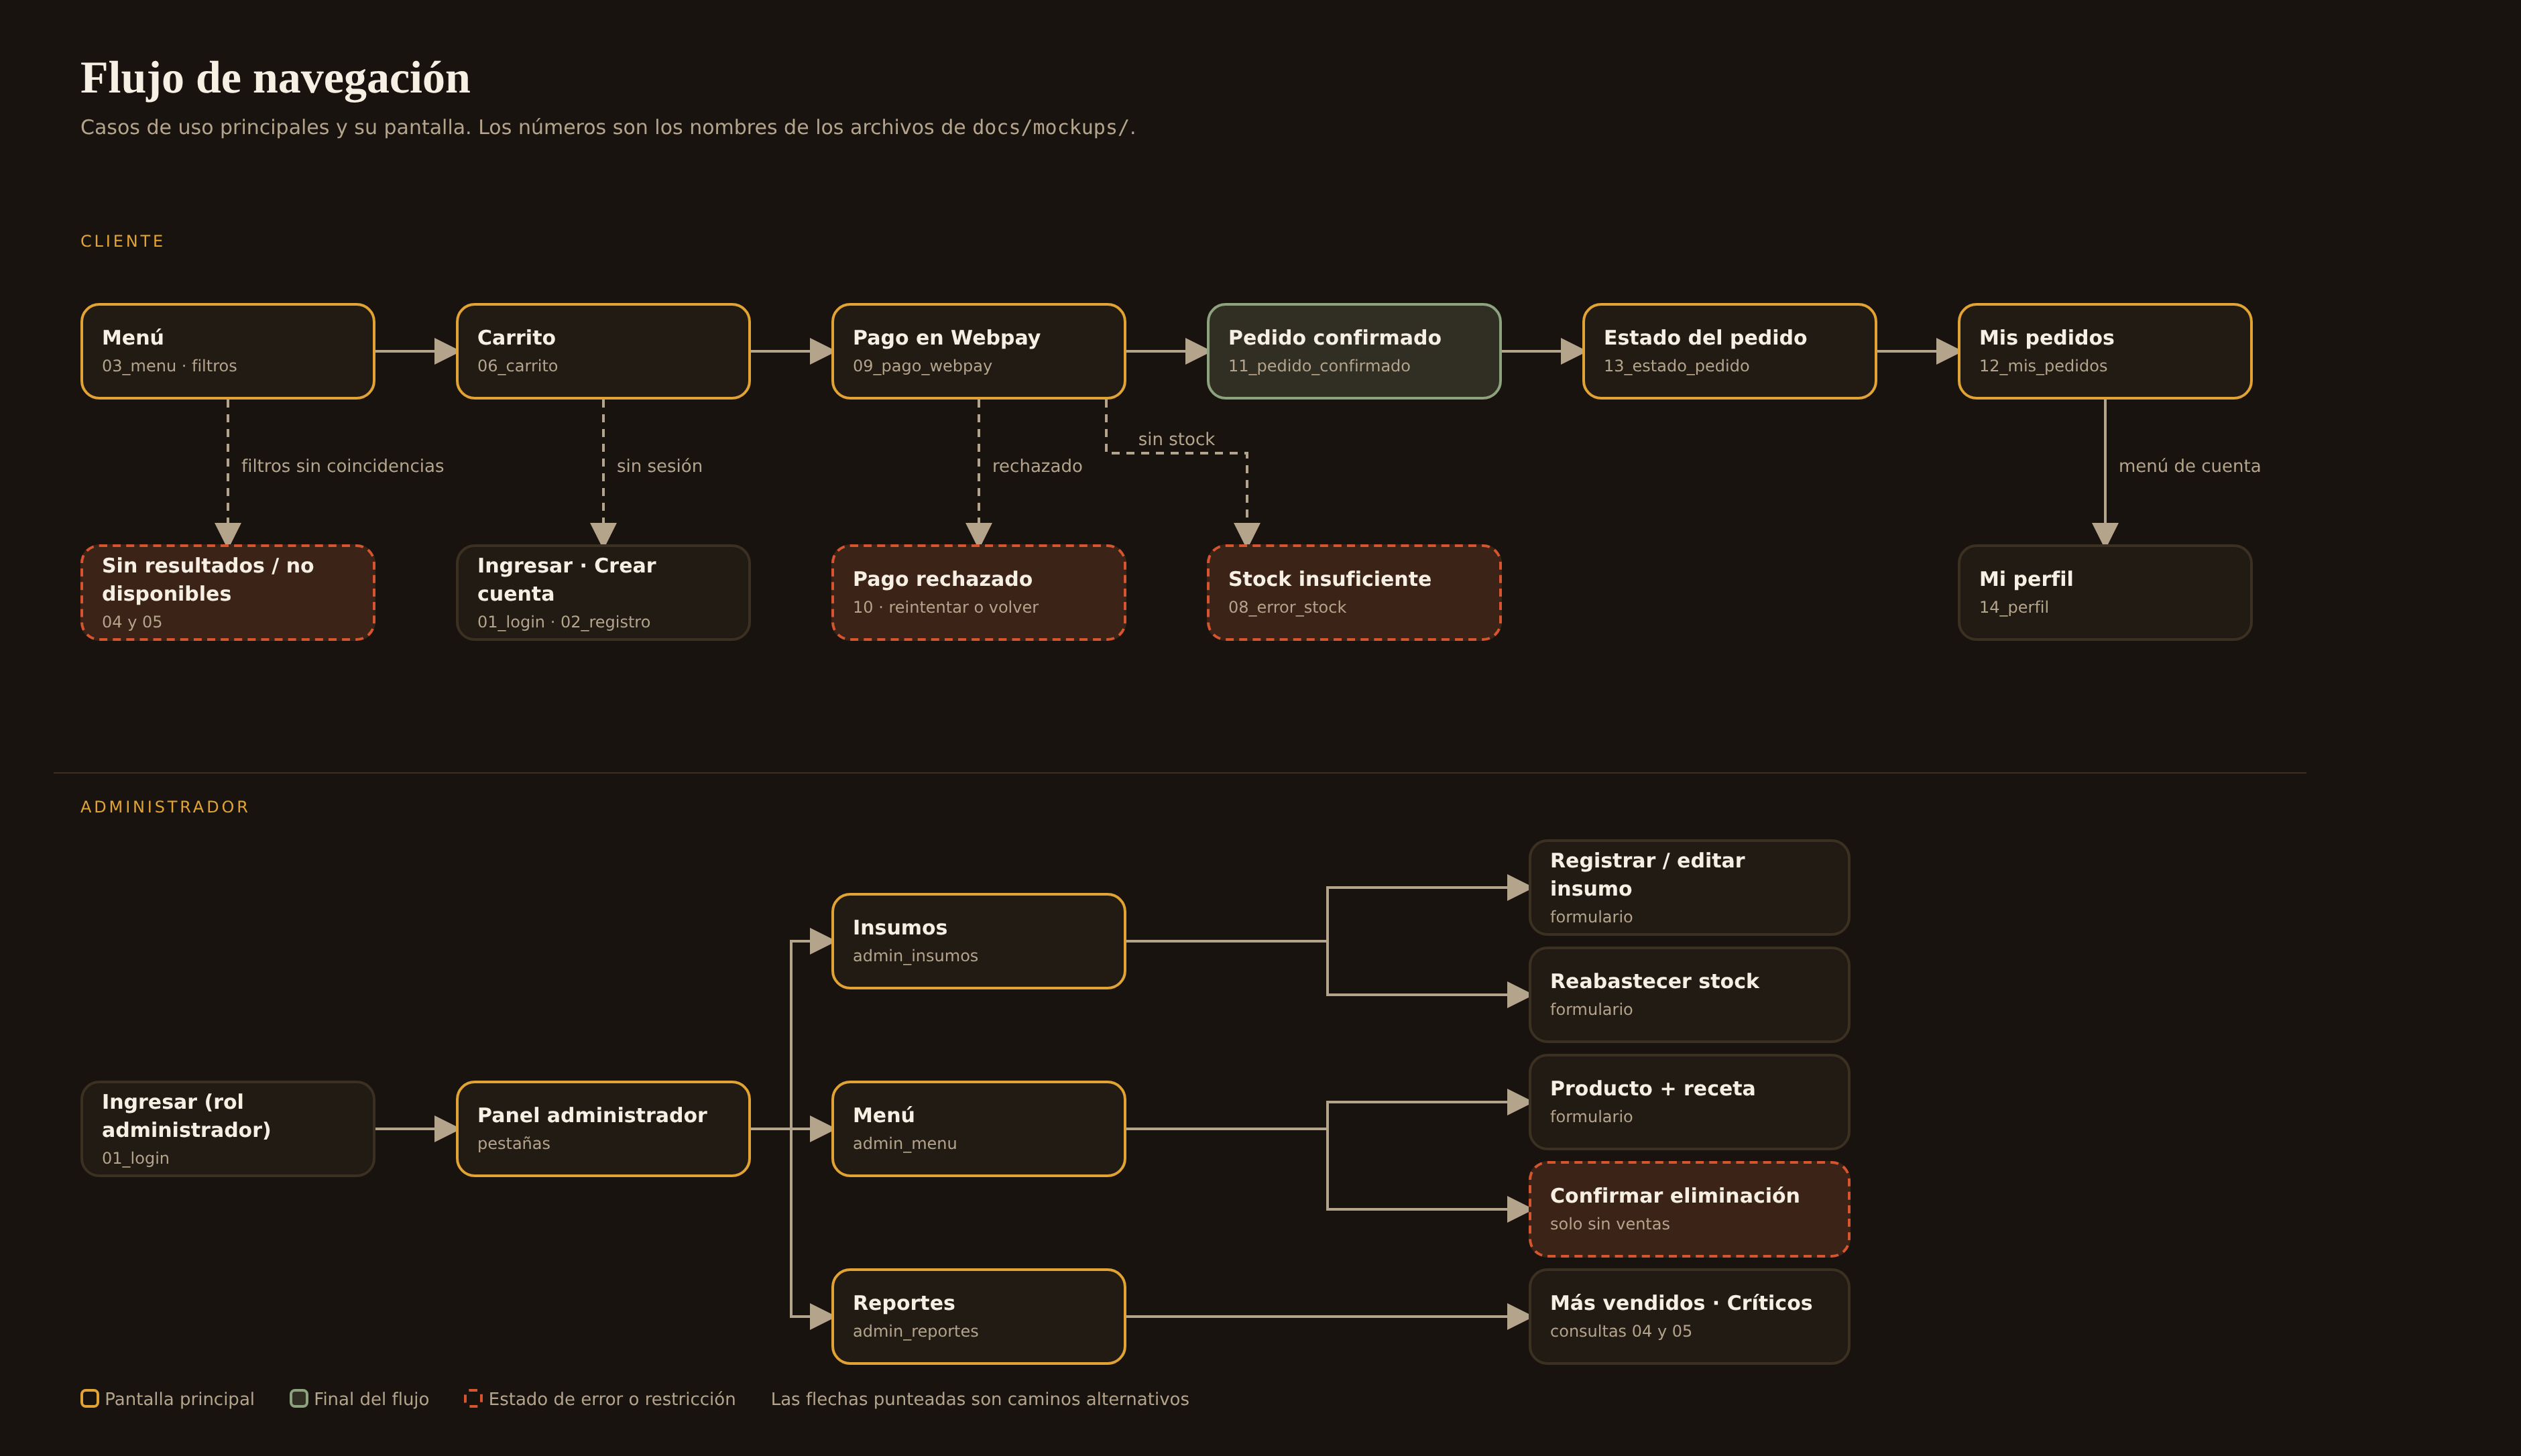 Flujo de navegación
Casos de uso principales y su pantalla. Los números son los nombres de los archivos de docs/mockups/.
CLIENTE
Menú
03_menu · filtros
Carrito
06_carrito
Pago en Webpay
09_pago_webpay
Pedido confirmado
11_pedido_confirmado
Estado del pedido
13_estado_pedido
Mis pedidos
12_mis_pedidos
filtros sin coincidencias
sin sesión
rechazado
sin stock
menú de cuenta
Sin resultados / no
disponibles
04 y 05
Ingresar · Crear
cuenta
01_login · 02_registro
Pago rechazado
10 · reintentar o volver
Stock insuficiente
08_error_stock
Mi perfil
14_perfil
ADMINISTRADOR
Ingresar (rol
administrador)
01_login
Panel administrador
pestañas
Insumos
admin_insumos
Menú
admin_menu
Reportes
admin_reportes
Registrar / editar
insumo
formulario
Reabastecer stock
formulario
Producto + receta
formulario
Confirmar eliminación
solo sin ventas
Más vendidos · Críticos
consultas 04 y 05
Pantalla principal
Final del flujo
Estado de error o restricción
Las flechas punteadas son caminos alternativos